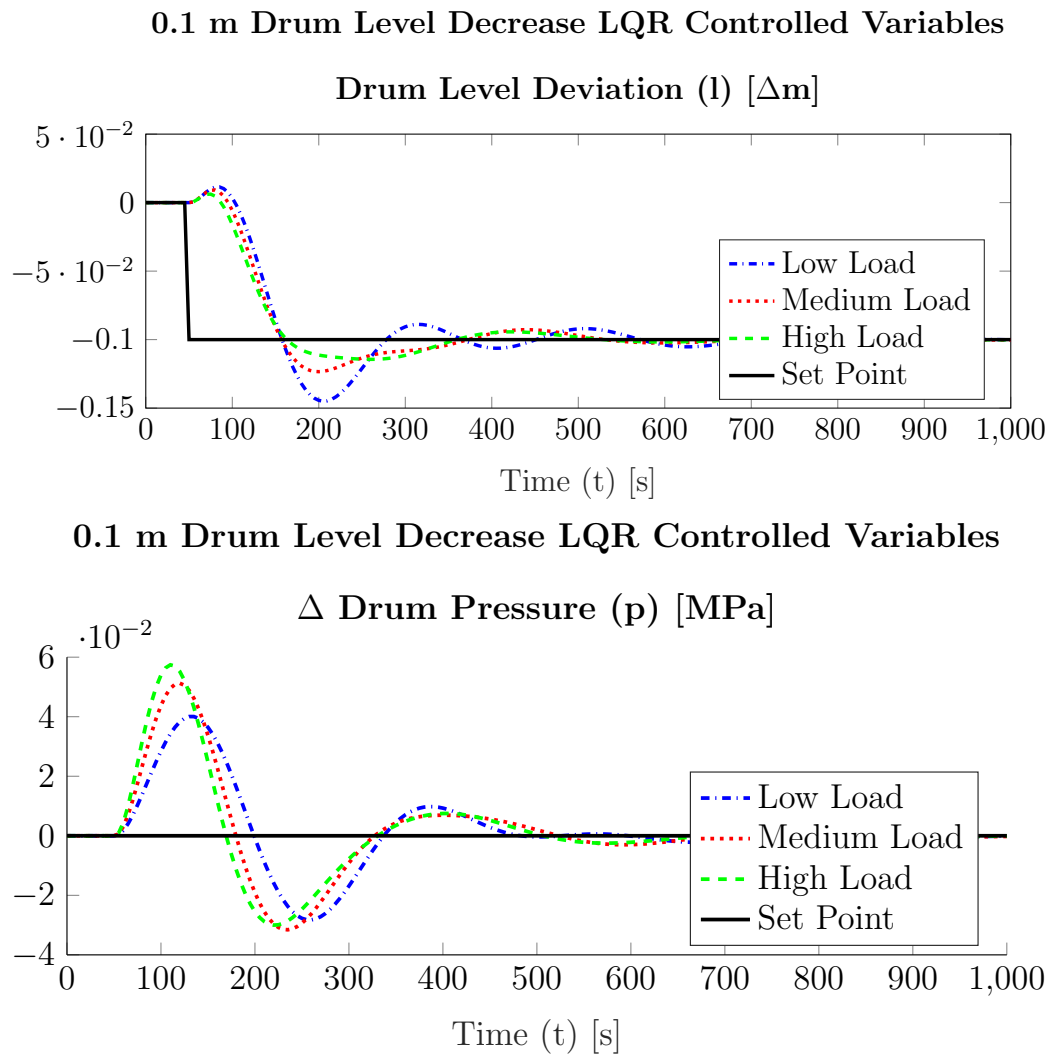 0.1 m Drum Level Decrease LQR Controlled Variables
Drum Level Deviation (l) [Δm]
5 · 10⁻²
0
−5 · 10⁻²
−0.1
−0.15
Low Load
Medium Load
High Load
Set Point
0 100 200 300 400 500 600 700 800 900 1,000
Time (t) [s]
0.1 m Drum Level Decrease LQR Controlled Variables
Δ Drum Pressure (p) [MPa]
·10⁻²
6
4
2
0
−2
−4
Low Load
Medium Load
High Load
Set Point
0 100 200 300 400 500 600 700 800 900 1,000
Time (t) [s]